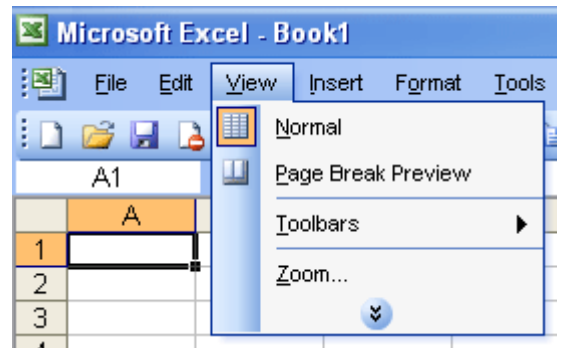 Microsoft Excel - Book1
File Edit View Insert Format Tools
Normal
Page Break Preview
Toolbars
Zoom...
A1
A
1
2
3